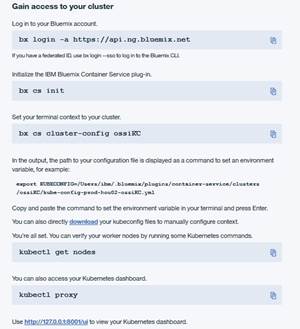 Gain access to your cluster
Log in to your Bluemix account.
bx login -a https://api.ng.bluemix.net
If you have a federated ID, use bx login --sso to log in to the Bluemix CLI.
Initialize the IBM Bluemix Container Service plug-in.
bx cs init
Set your terminal context to your cluster.
bx cs cluster-config ossiKC
In the output, the path to your configuration file is displayed as a command to set an environment
variable, for example:
export KUBECONFIG=/Users/ibm/.bluemix/plugins/container-service/clusters
/ossiKC/kube-config-prod-hou02-ossiKC.yml
Copy and paste the command to set the environment variable in your terminal and press Enter.
You can also directly download your kubeconfig files to manually configure context.
You're all set. You can verify your worker nodes by running some Kubernetes commands.
kubectl get nodes
You can also access your Kubernetes dashboard.
kubectl proxy
Use http://127.0.0.1:8001/ui to view your Kubernetes dashboard.